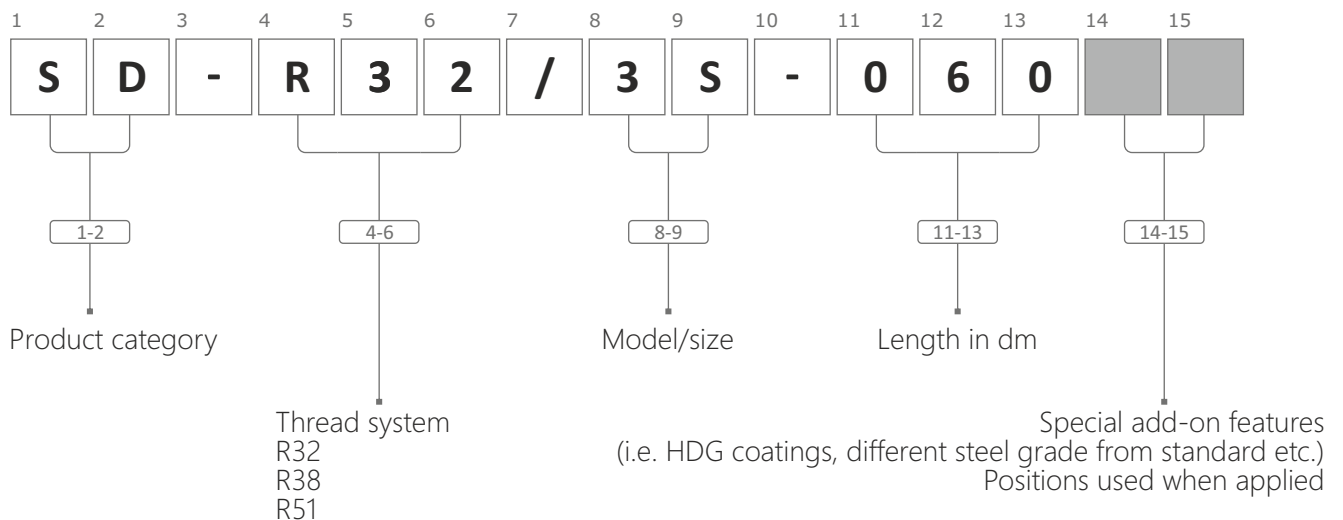 1 2 3 4 5 6 7 8 9 10 11 12 13 14 15
S D - R 3 2 / 3 S - 0 6 0
1-2 4-6 8-9 11-13 14-15
Product category Model/size Length in dm
Thread system
R32
R38
R51
Special add-on features
(i.e. HDG coatings, different steel grade from standard etc.)
Positions used when applied